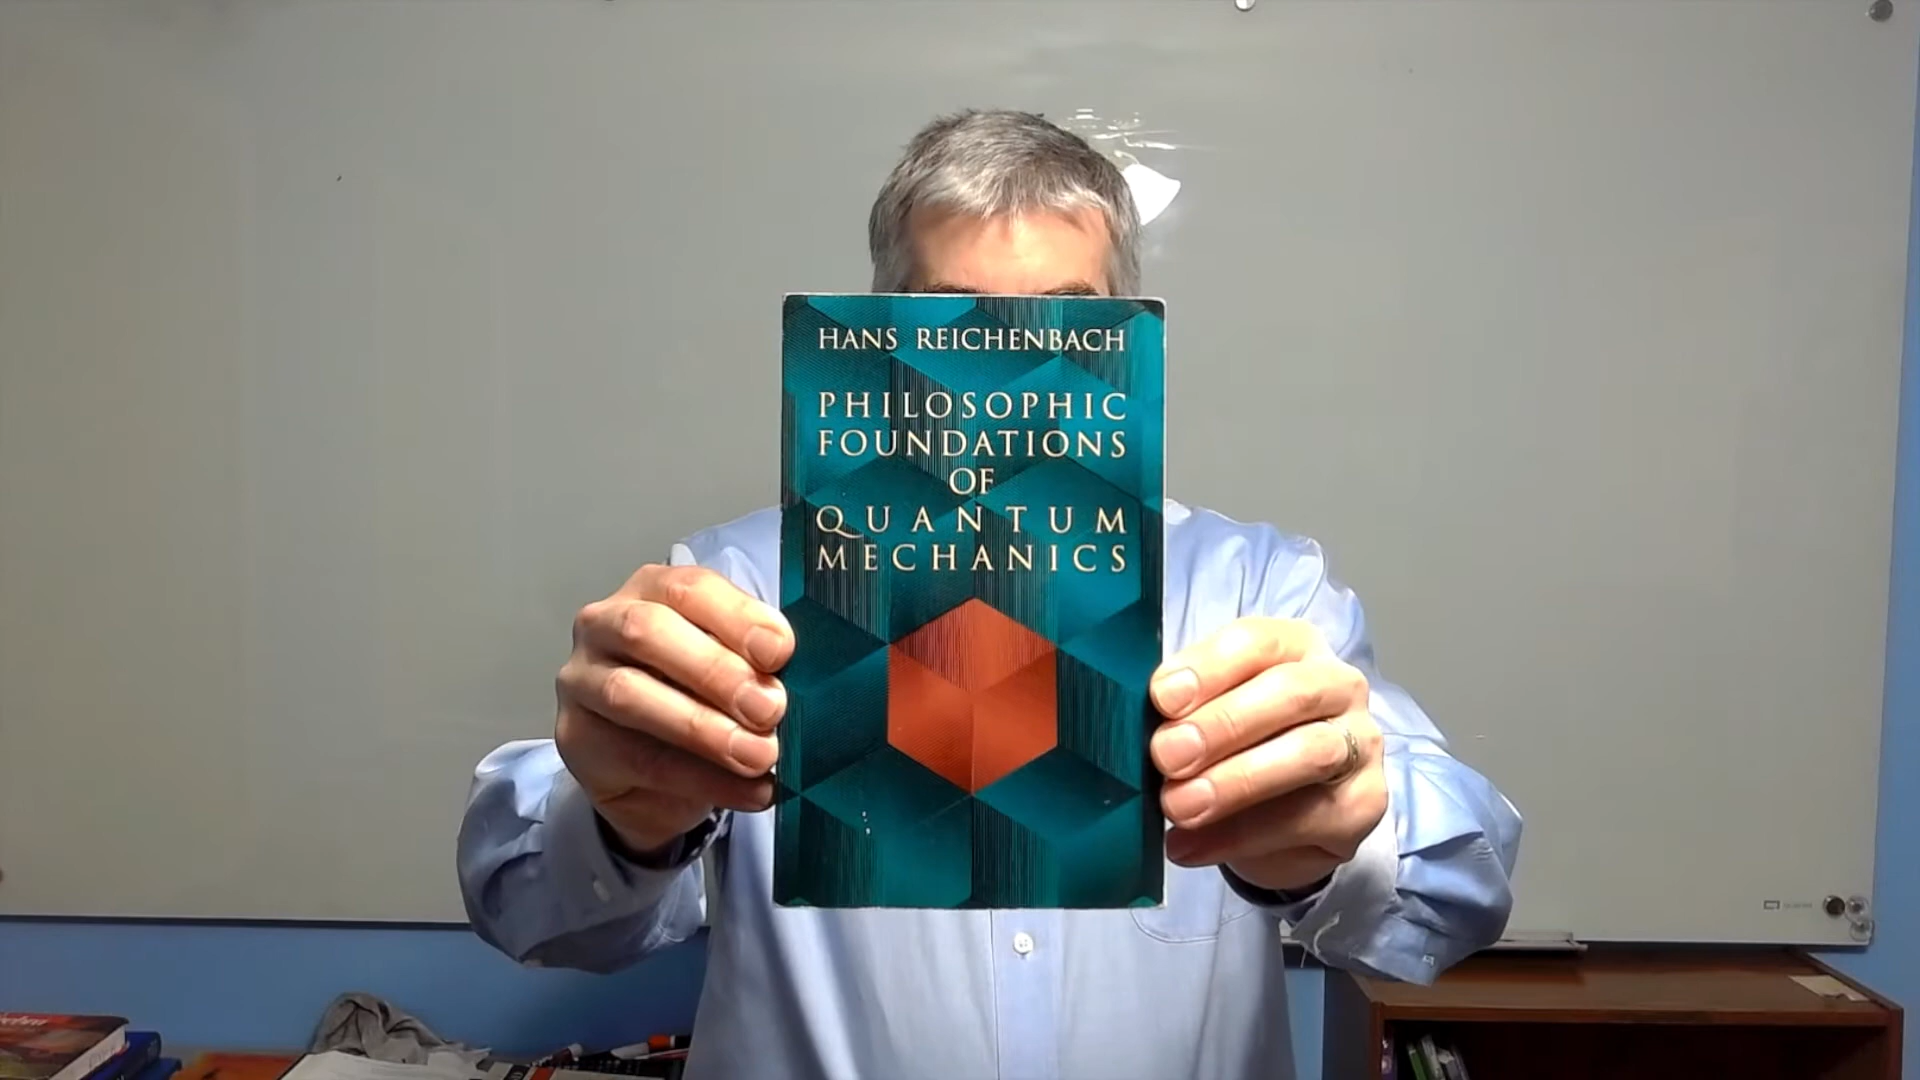 HANS REICHENBACH
PHILOSOPHIC
FOUNDATIONS
OF
QUANTUM
MECHANICS